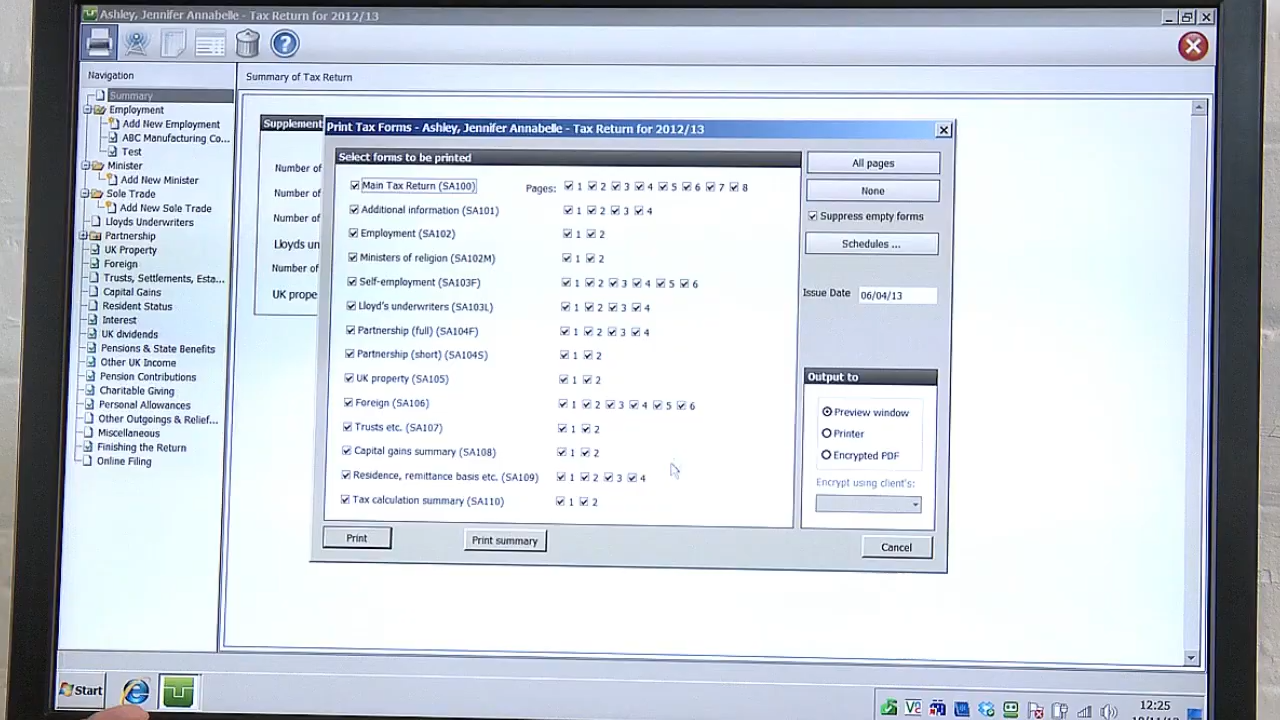 Ashley, Jennifer Annabelle - Tax Return for 2012/13
Navigation
Summary
Employment
Add New Employment
ABC Manufacturing Co...
Test
Minister
Add New Minister
Sole Trade
Add New Sole Trade
Lloyds Underwriters
Partnership
UK Property
Foreign
Trusts, Settlements, Esta...
Capital Gains
Resident Status
Interest
UK dividends
Pensions & State Benefits
Other UK Income
Pension Contributions
Charitable Giving
Personal Allowances
Other Outgoings & Relief...
Miscellaneous
Finishing the Return
Online Filing
Summary of Tax Return
Supplement
Number of
Number of
Number of
Lloyds un
Number of
UK prope
Print Tax Forms - Ashley, Jennifer Annabelle - Tax Return for 2012/13
Select forms to be printed
Main Tax Return (SA100) Pages: 1 2 3 4 5 6 7 8
Additional information (SA101) 1 2 3 4
Employment (SA102) 1 2
Ministers of religion (SA102M) 1 2
Self-employment (SA103F) 1 2 3 4 5 6
Lloyd's underwriters (SA103L) 1 2 3 4
Partnership (full) (SA104F) 1 2 3 4
Partnership (short) (SA104S) 1 2
UK property (SA105) 1 2
Foreign (SA106) 1 2 3 4 5 6
Trusts etc. (SA107) 1 2
Capital gains summary (SA108) 1 2
Residence, remittance basis etc. (SA109) 1 2 3 4
Tax calculation summary (SA110) 1 2
Print
Print summary
All pages
None
Suppress empty forms
Schedules ...
Issue Date 06/04/13
Output to
Preview window
Printer
Encrypted PDF
Encrypt using client's:
Cancel
Start
12:25